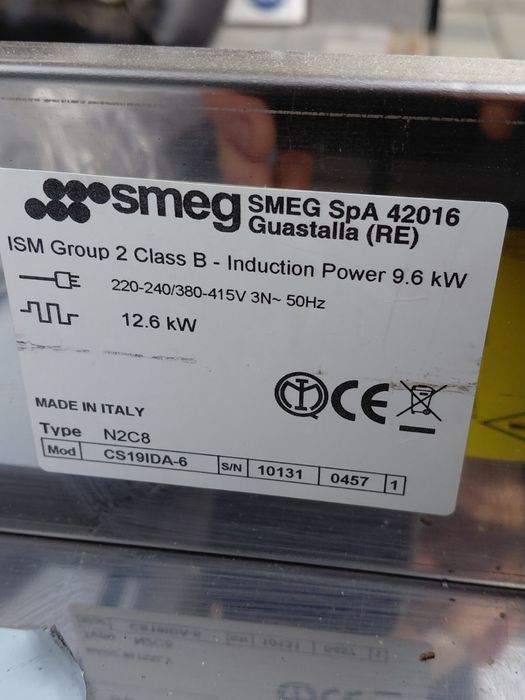 smeg SMEG SpA 42016
Guastalla (RE)
ISM Group 2 Class B - Induction Power 9.6 kW
220-240/380-415V 3N~ 50Hz
12.6 kW
CE
MADE IN ITALY
Type N2C8
Mod CS19IDA-6 S/N 10131 0457 1